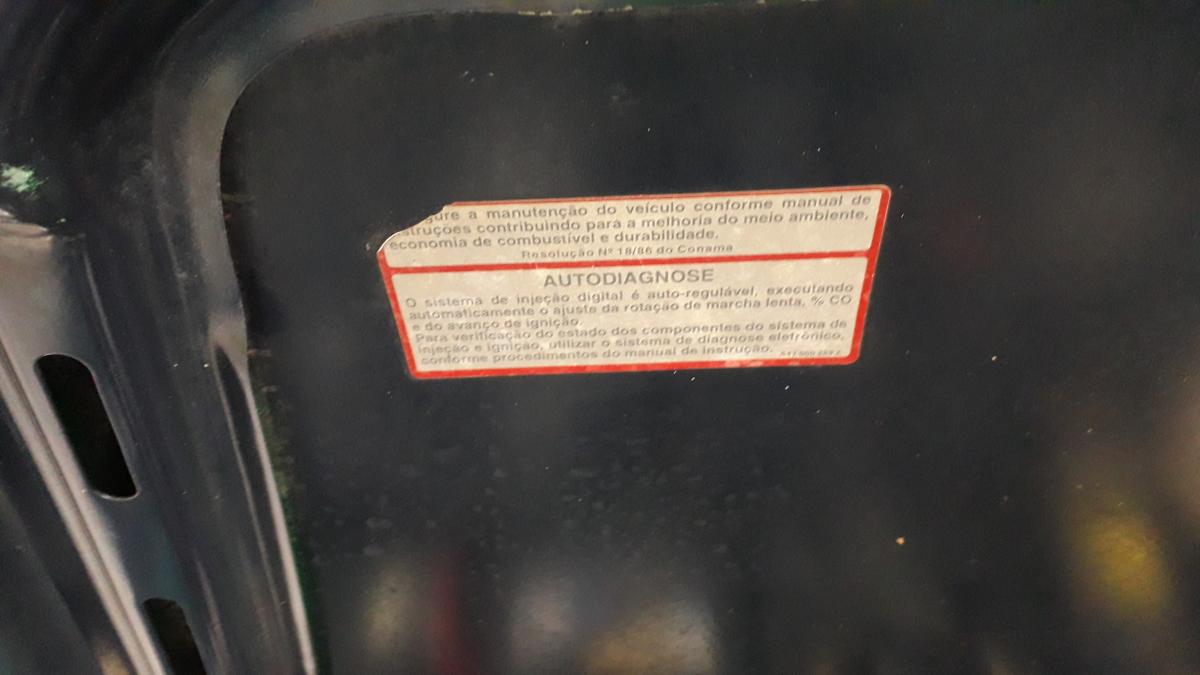 gure a manutenção do veículo conforme manual de
struções contribuindo para a melhoria do meio ambiente,
economia de combustível e durabilidade.
Resolução Nº 18/86 do Conama
AUTODIAGNOSE
O sistema de injeção digital é auto-regulável, executando
automaticamente o ajuste da rotação de marcha lenta, % CO
e do avanço de ignição.
Para verificação do estado dos componentes do sistema de
injeção e ignição, utilizar o sistema de diagnose eletrônico,
conforme procedimentos do manual de instrução.